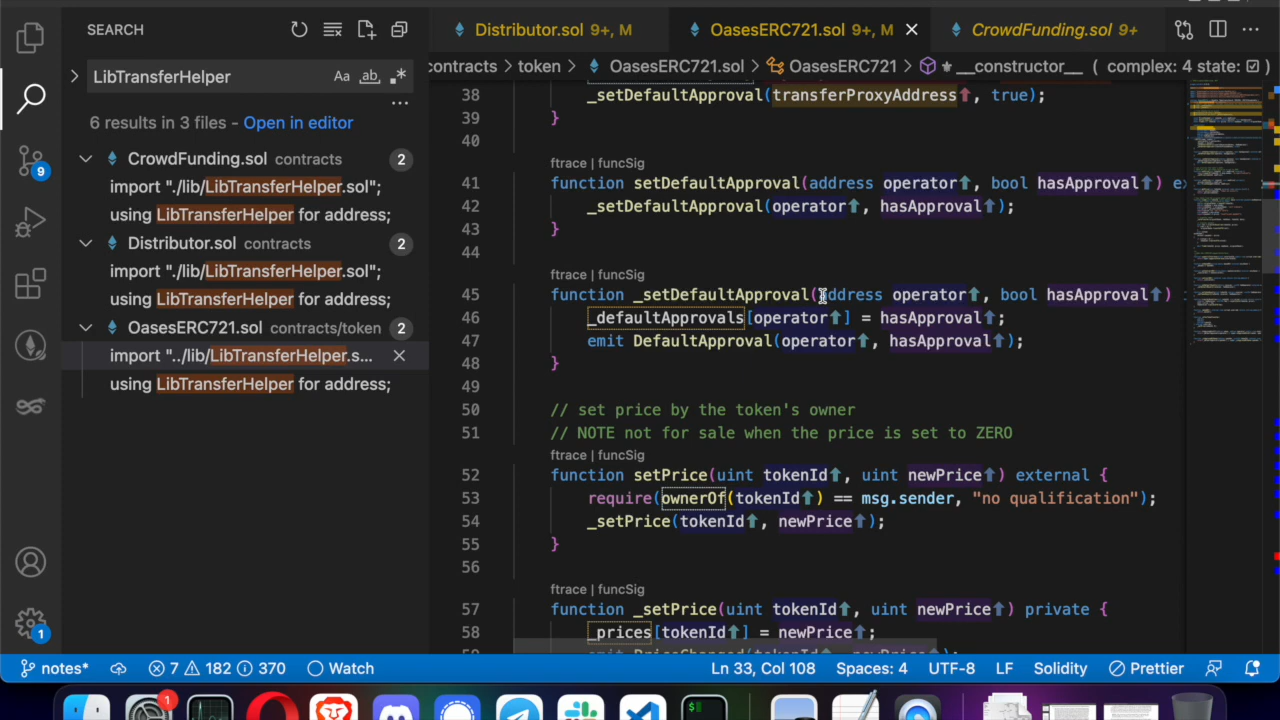 SEARCH
LibTransferHelper
Aa
ab
6 results in 3 files - Open in editor
CrowdFunding.sol contracts 2
import "./lib/LibTransferHelper.sol";
using LibTransferHelper for address;
Distributor.sol contracts 2
import "./lib/LibTransferHelper.sol";
using LibTransferHelper for address;
OasesERC721.sol contracts/token 2
import "../lib/LibTransferHelper.s...
using LibTransferHelper for address;
9
1
Distributor.sol 9+, M
OasesERC721.sol 9+, M
CrowdFunding.sol 9+
contracts > token > OasesERC721.sol > OasesERC721 > __constructor__ ( complex: 4 state: ☑ )
38 _setDefaultApproval(transferProxyAddress↑, true);
39 }
40
ftrace | funcSig
41 function setDefaultApproval(address operator↑, bool hasApproval↑) ex
42 _setDefaultApproval(operator↑, hasApproval↑);
43 }
44
ftrace | funcSig
45 function _setDefaultApproval(address operator↑, bool hasApproval↑)
46 _defaultApprovals[operator↑] = hasApproval↑;
47 emit DefaultApproval(operator↑, hasApproval↑);
48 }
49
50 // set price by the token's owner
51 // NOTE not for sale when the price is set to ZERO
ftrace | funcSig
52 function setPrice(uint tokenId↑, uint newPrice↑) external {
53 require(ownerOf(tokenId↑) == msg.sender, "no qualification");
54 _setPrice(tokenId↑, newPrice↑);
55 }
56
ftrace | funcSig
57 function _setPrice(uint tokenId↑, uint newPrice↑) private {
58 _prices[tokenId↑] = newPrice↑;
notes* 7 182 370 Watch Ln 33, Col 108 Spaces: 4 UTF-8 LF Solidity Prettier
1
$